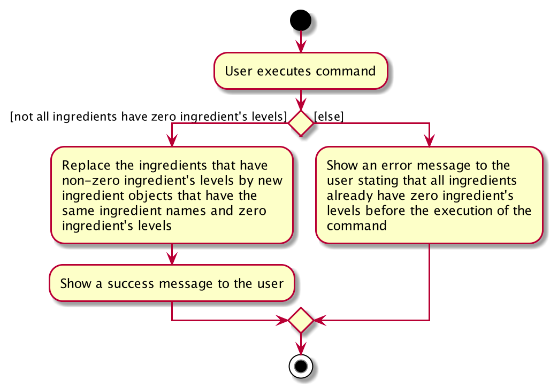 User executes command
[not all ingredients have zero ingredient's levels]
[else]
Replace the ingredients that have
non-zero ingredient's levels by new
ingredient objects that have the
same ingredient names and zero
ingredient's levels
Show an error message to the
user stating that all ingredients
already have zero ingredient's
levels before the execution of the
command
Show a success message to the user